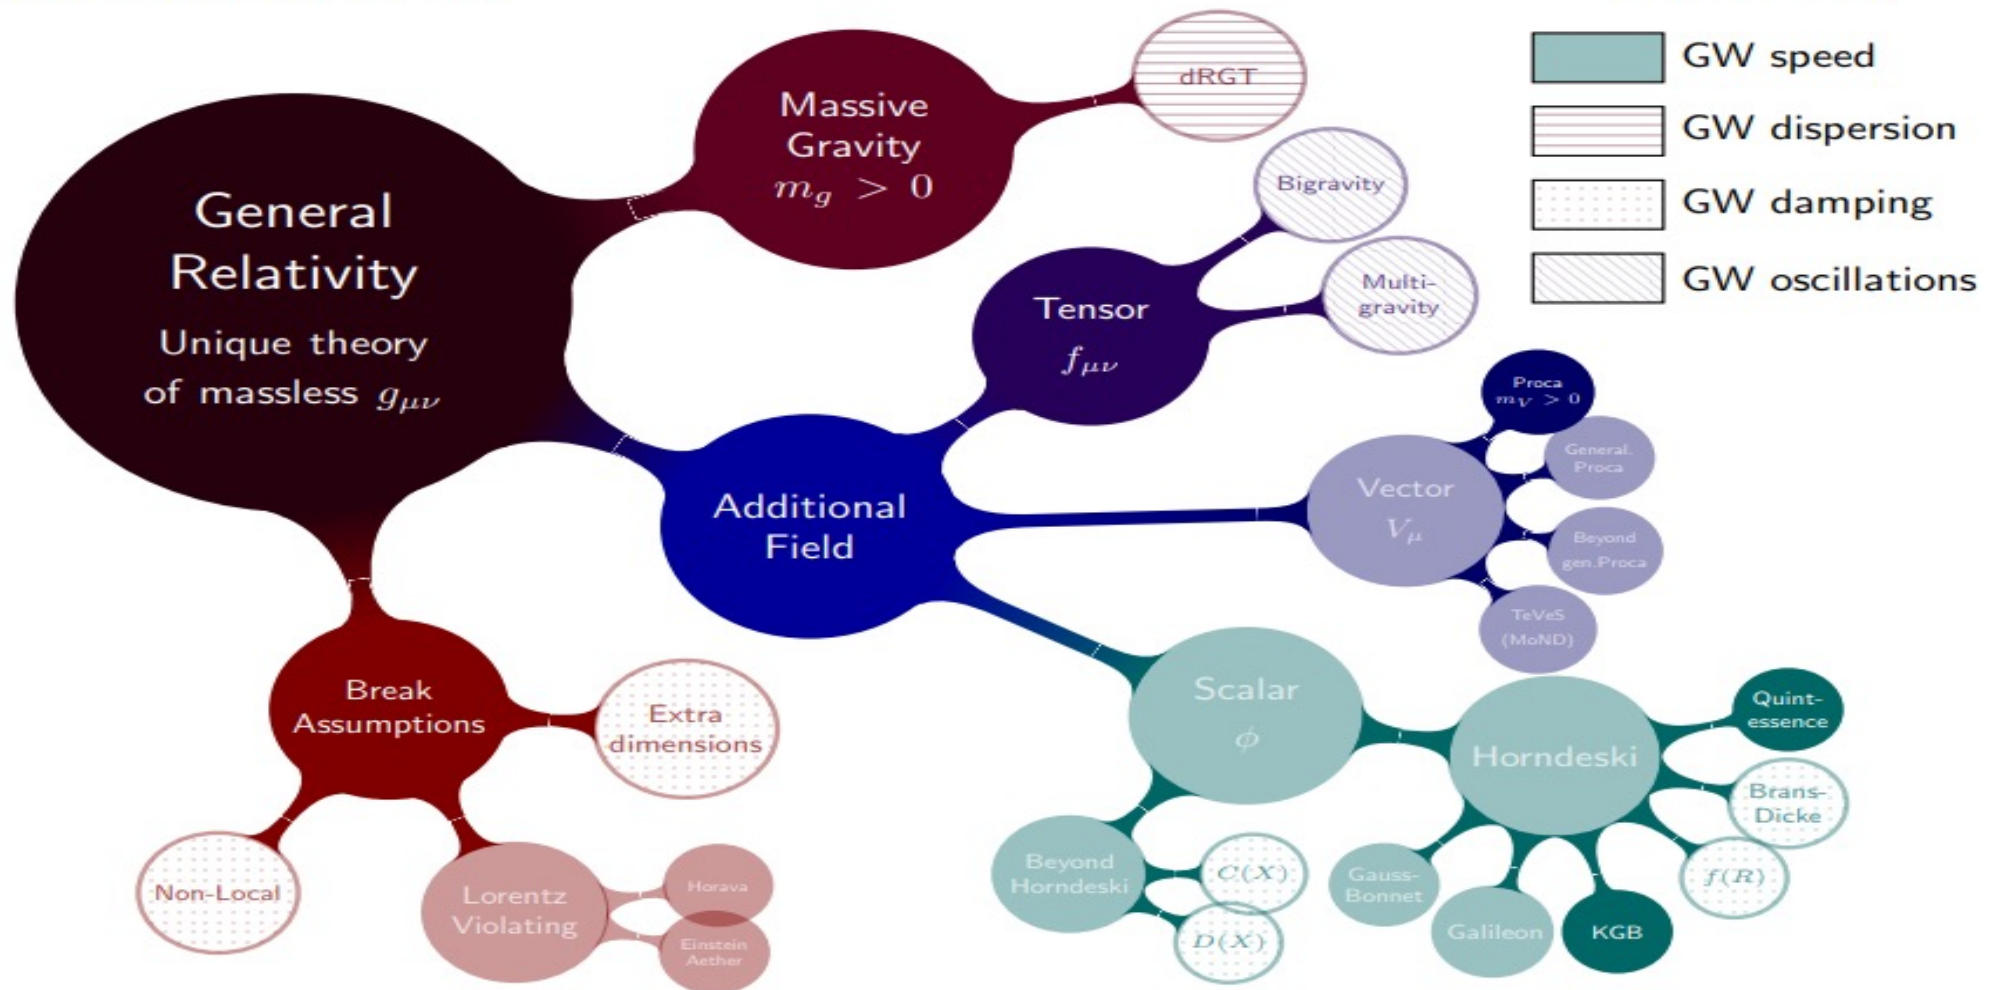 General
Relativity
Unique theory
of massless gμν
Massive
Gravity
mg > 0
dRGT
Bigravity
Multi-
gravity
Tensor
fμν
Additional
Field
Vector
Vμ
Proca
mV > 0
General.
Proca
Beyond
gen.Proca
TeVeS
(MoND)
Scalar
ϕ
Horndeski
Quint-
essence
Brans-
Dicke
f(R)
KGB
Galileon
Gauss-
Bonnet
Beyond
Horndeski
C(X)
D(X)
Break
Assumptions
Extra
dimensions
Non-Local
Lorentz
Violating
Horava
Einstein
Aether
GW speed
GW dispersion
GW damping
GW oscillations